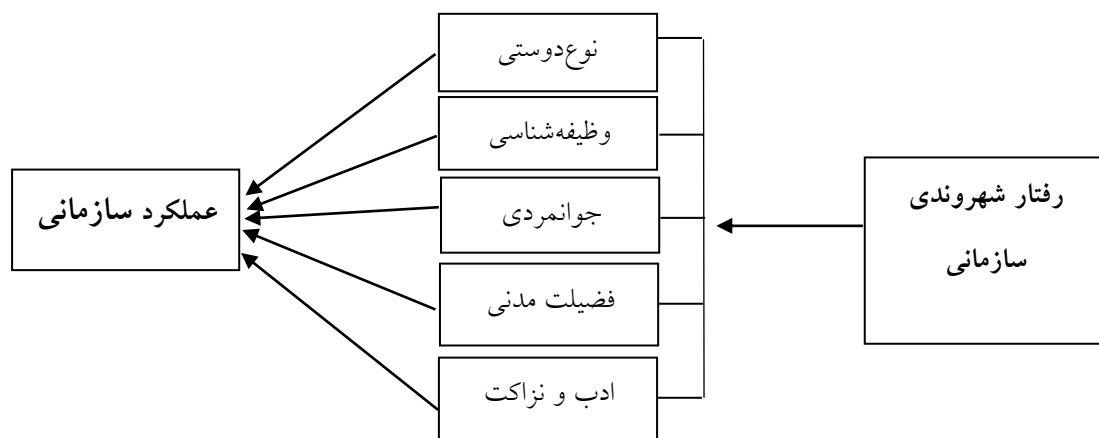 رفتار شهروندی
سازمانی
نوع‌دوستی
وظیفه‌شناسی
جوانمردی
فضیلت مدنی
ادب و نزاکت
عملکرد سازمانی